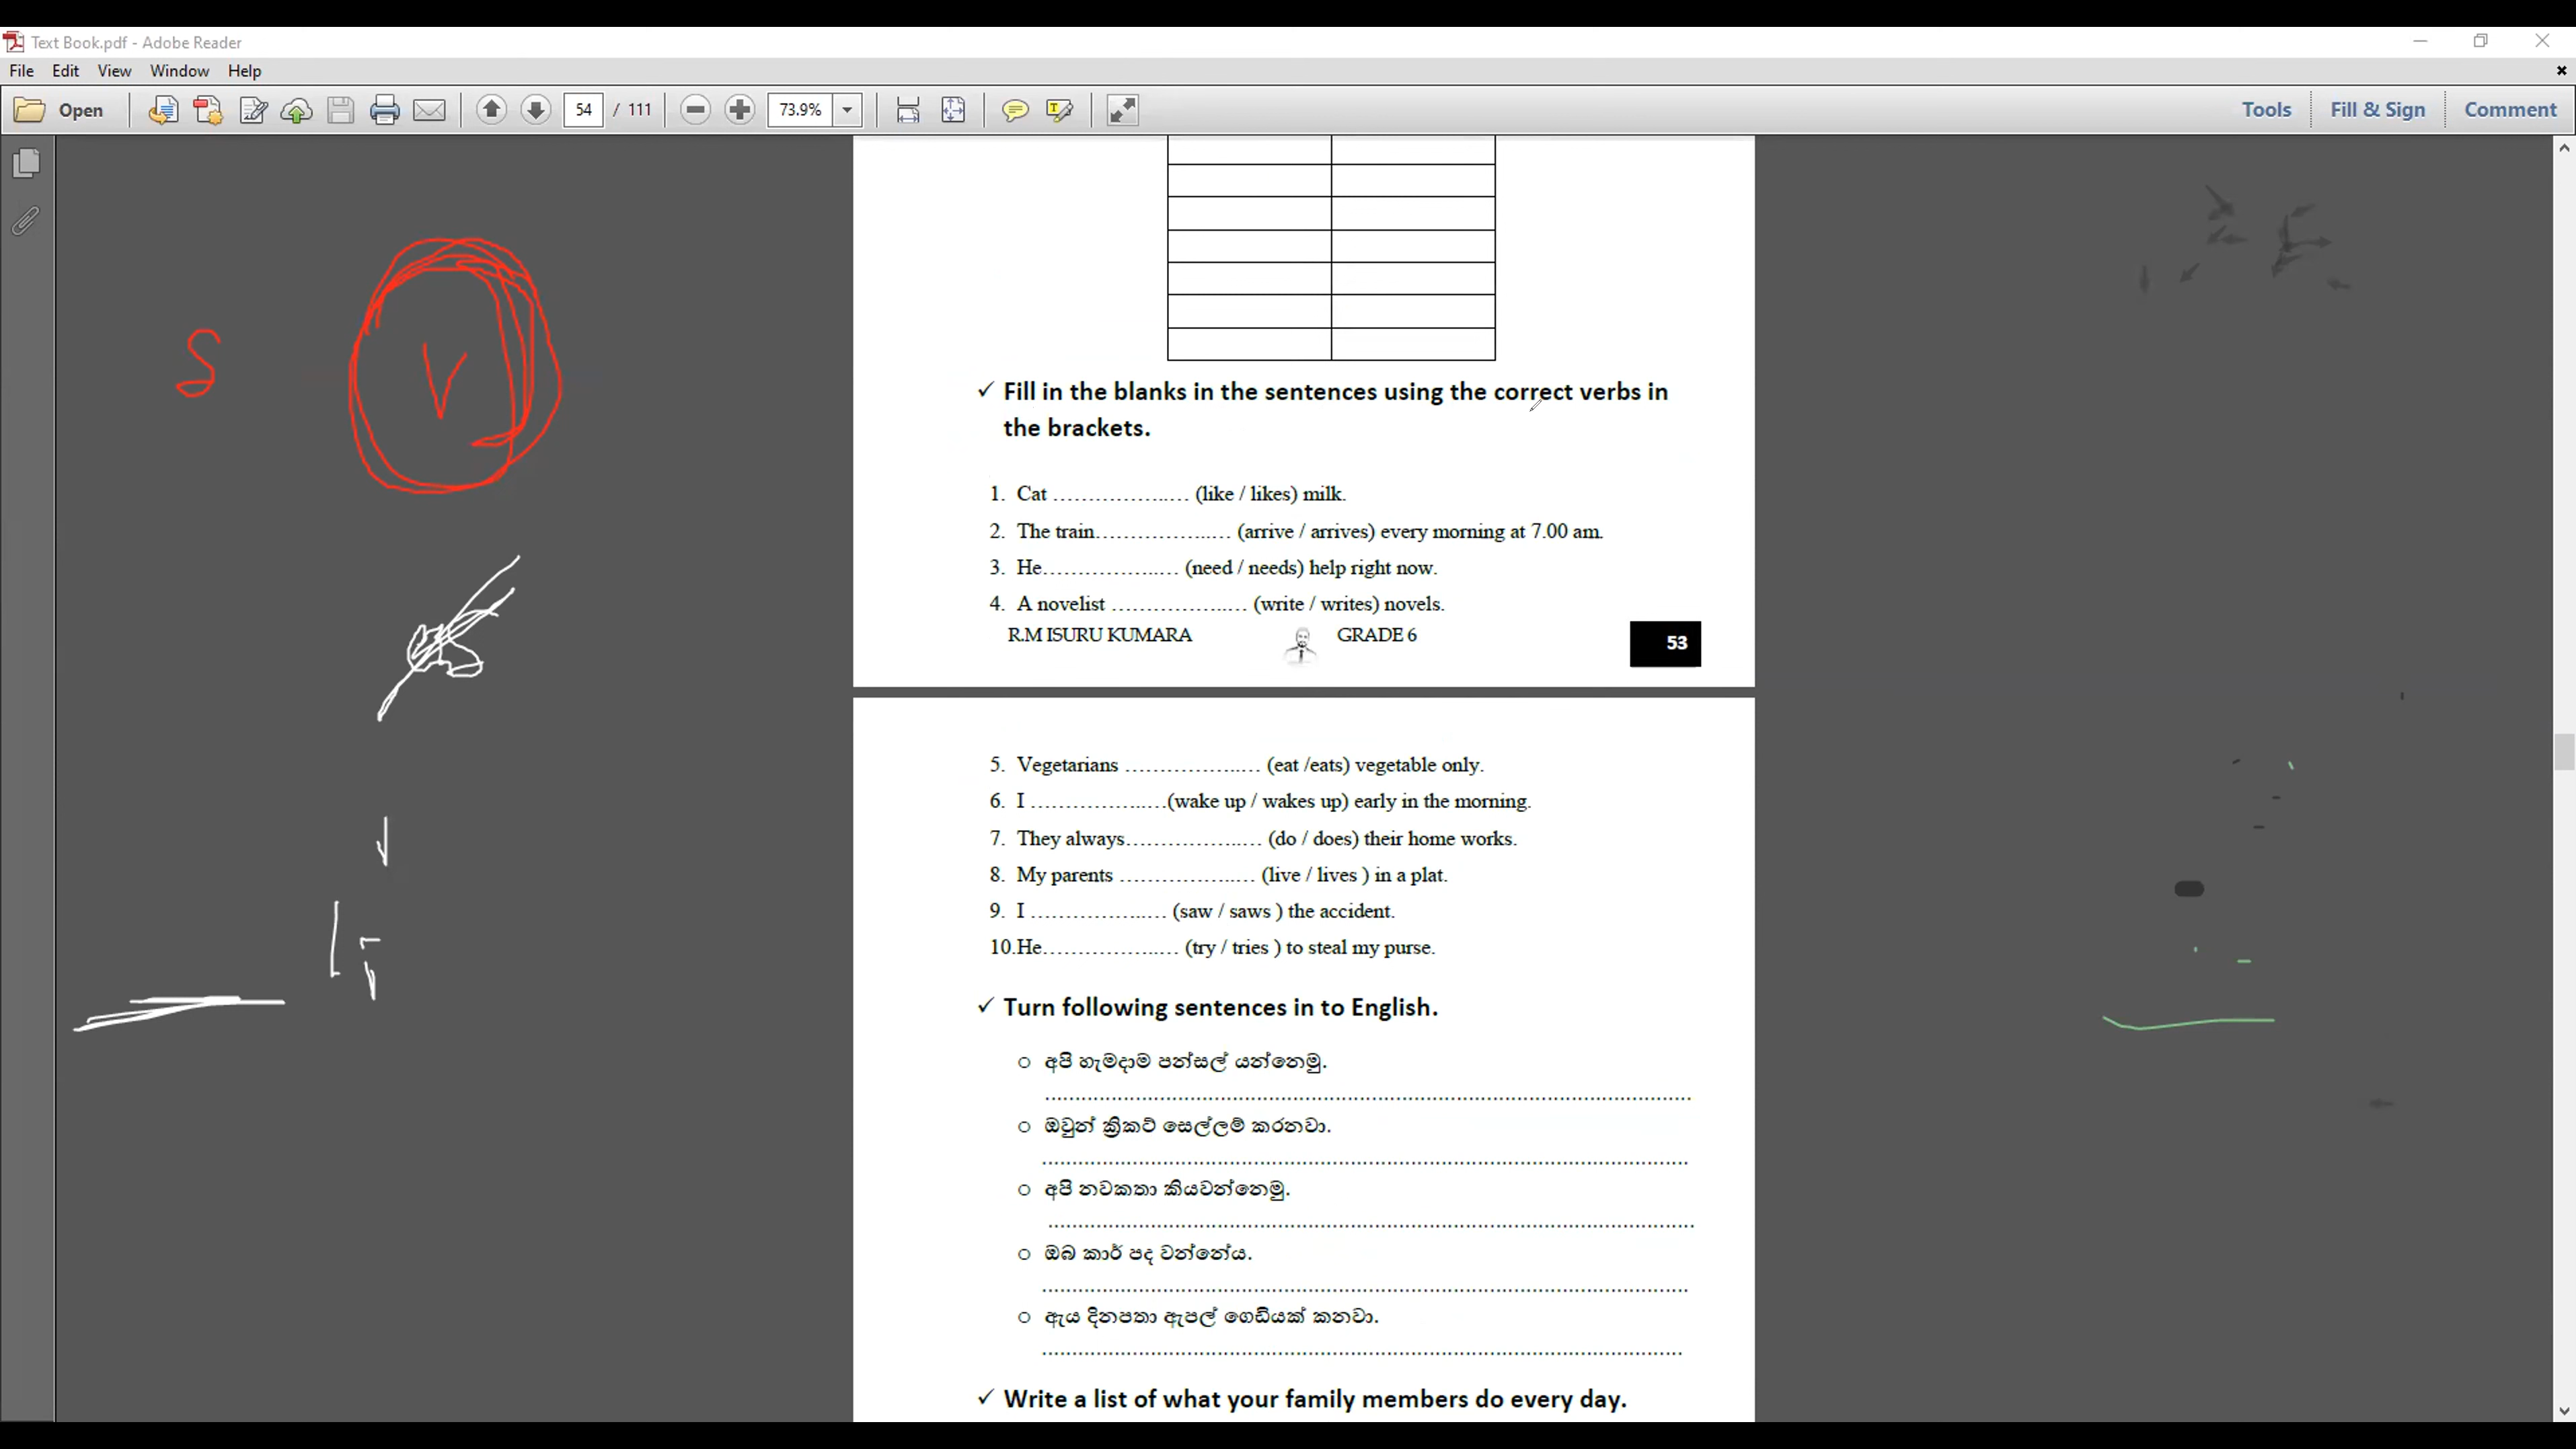 Text Book.pdf - Adobe Reader
File Edit View Window Help
Open 54 / 111 73.9% Tools Fill & Sign Comment
S V
✓ Fill in the blanks in the sentences using the correct verbs in
the brackets.
1. Cat ……………..… (like / likes) milk.
2. The train……………..… (arrive / arrives) every morning at 7.00 am.
3. He……………..… (need / needs) help right now.
4. A novelist ……………..… (write / writes) novels.
R.M ISURU KUMARA GRADE 6 53
5. Vegetarians ……………..… (eat /eats) vegetable only.
6. I ……………..…(wake up / wakes up) early in the morning.
7. They always……………..… (do / does) their home works.
8. My parents ……………..… (live / lives ) in a plat.
9. I ……………..… (saw / saws ) the accident.
10.He……………..… (try / tries ) to steal my purse.
✓ Turn following sentences in to English.
o අපි හැමදාම පන්සල් යන්නෙමු.
o ඔවුන් ක්‍රිකට් සෙල්ලම් කරනවා.
o අපි නවකතා කියවන්නෙමු.
o ඔබ කාර් පද වන්නේය.
o ඇය දිනපතා ඇපල් ගෙඩියක් කනවා.
✓ Write a list of what your family members do every day.